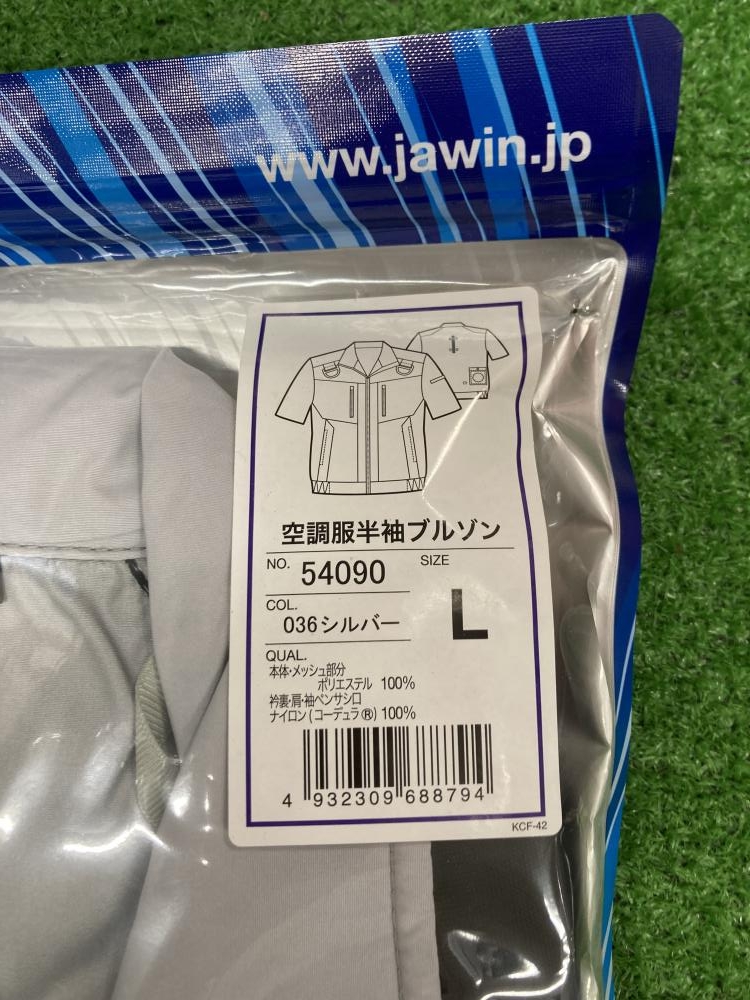 www.jawin.jp
空調服半袖ブルゾン
NO. 54090
SIZE L
COL. 036シルバー
QUAL.
本体・メッシュ部分
ポリエステル 100%
衿裏・肩・袖ペンサシ口
ナイロン(コーデュラ®)100%
4 932309 688794
KCF-42